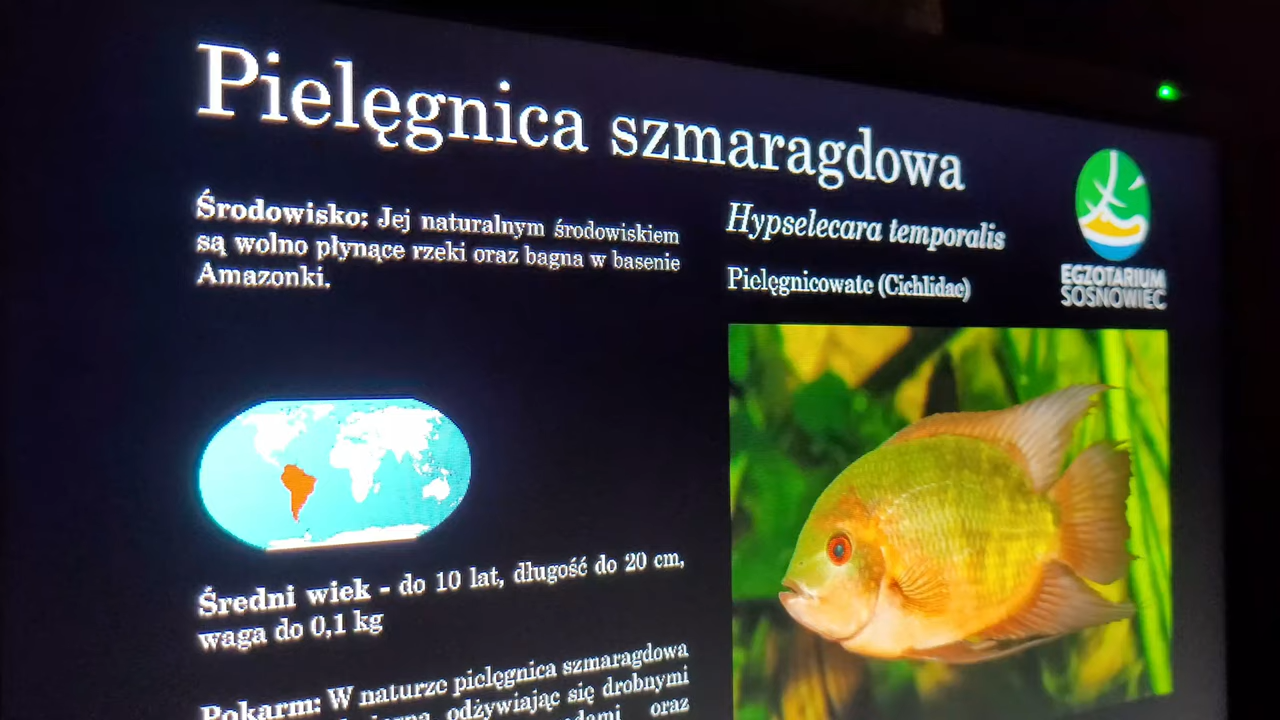 Pielęgnica szmaragdowa
Środowisko: Jej naturalnym środowiskiem
są wolno płynące rzeki oraz bagna w basenie
Amazonki.
Hypselecara temporalis
Pielęgnicowate (Cichlidae)
EGZOTARIUM
SOSNOWIEC
Średni wiek - do 10 lat, długość do 20 cm,
waga do 0,1 kg
Pokarm: W naturze pielęgnica szmaragdowa
odżywiając się drobnymi
oraz